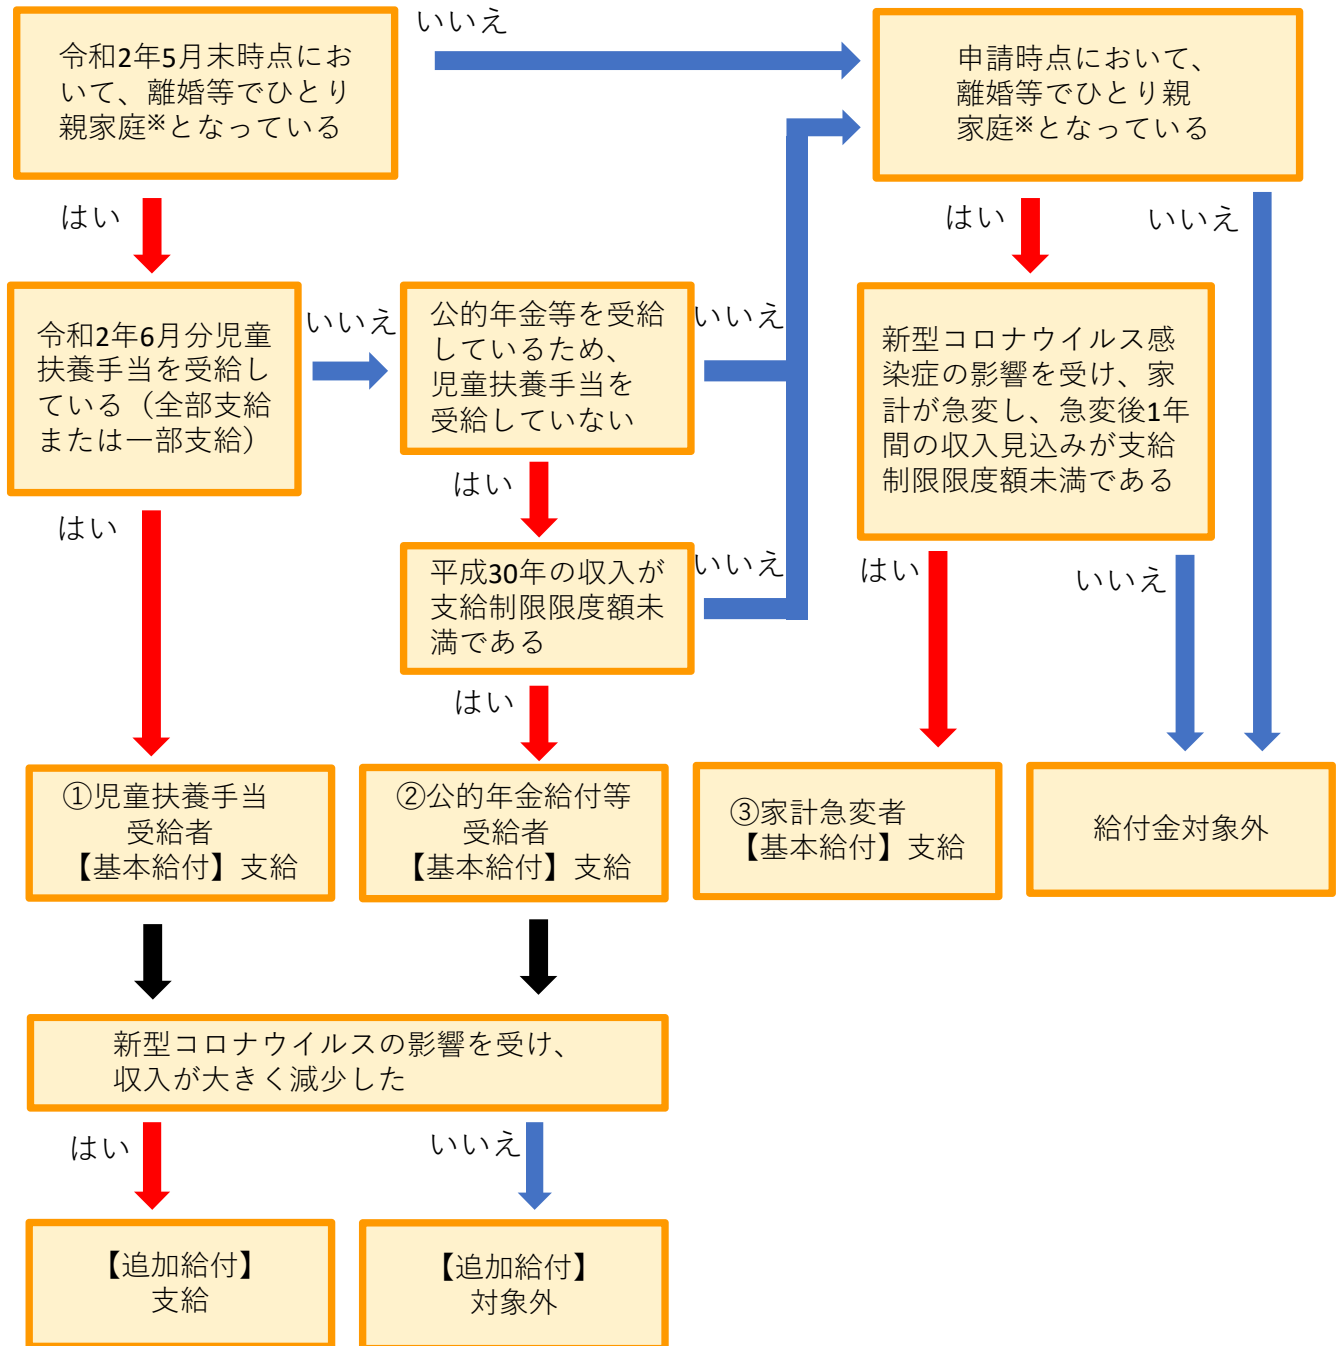 令和2年5月末時点にお
いて、離婚等でひとり
親家庭※となっている
いいえ
申請時点において、
離婚等でひとり親
家庭※となっている
はい
はい
いいえ
令和2年6月分児童
扶養手当を受給し
ている（全部支給
または一部支給）
いいえ
公的年金等を受給
しているため、
児童扶養手当を
受給していない
いいえ
新型コロナウイルス感
染症の影響を受け、家
計が急変し、急変後1年
間の収入見込みが支給
制限限度額未満である
はい
はい
平成30年の収入が
支給制限限度額未
満である
いいえ
はい
いいえ
はい
①児童扶養手当
受給者
【基本給付】支給
②公的年金給付等
受給者
【基本給付】支給
③家計急変者
【基本給付】支給
給付金対象外
新型コロナウイルスの影響を受け、
収入が大きく減少した
はい
いいえ
【追加給付】
支給
【追加給付】
対象外